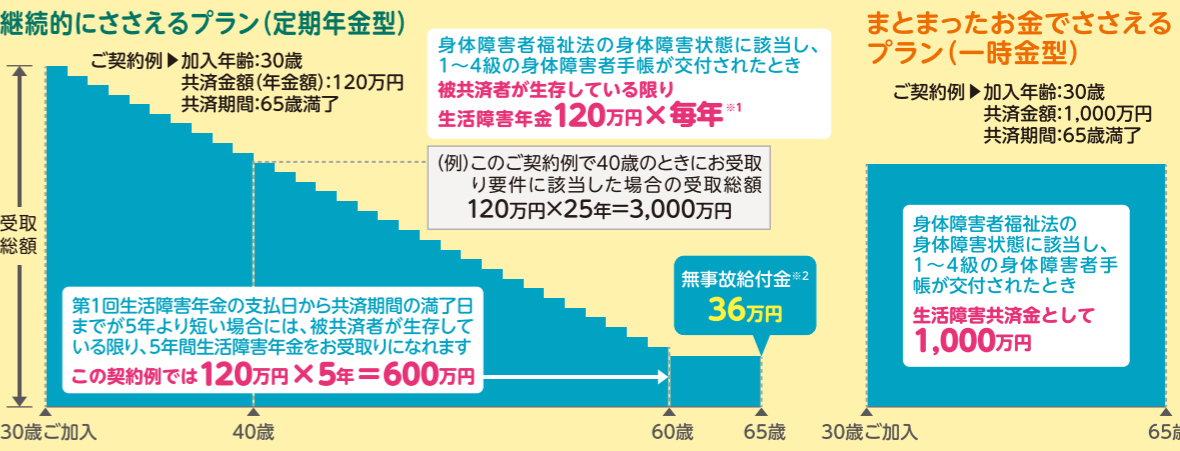 継続的にささえるプラン(定期年金型)
ご契約例▶加入年齢:30歳
共済金額(年金額):120万円
共済期間:65歳満了
身体障害者福祉法の身体障害状態に該当し、
1~4級の身体障害者手帳が交付されたとき
被共済者が生存している限り
生活障害年金120万円×毎年※1
(例)このご契約例で40歳のときにお受取
り要件に該当した場合の受取総額
120万円×25年=3,000万円
受取
総額
無事故給付金※2
36万円
第1回生活障害年金の支払日から共済期間の満了日
までが5年より短い場合には、被共済者が生存して
いる限り、5年間生活障害年金をお受取りになれます
この契約例では120万円×5年=600万円
30歳ご加入
40歳
60歳
65歳
まとまったお金でささえる
プラン(一時金型)
ご契約例▶加入年齢:30歳
共済金額:1,000万円
共済期間:65歳満了
身体障害者福祉法の
身体障害状態に該当し、
1~4級の身体障害者手
帳が交付されたとき
生活障害共済金として
1,000万円
30歳ご加入
65歳